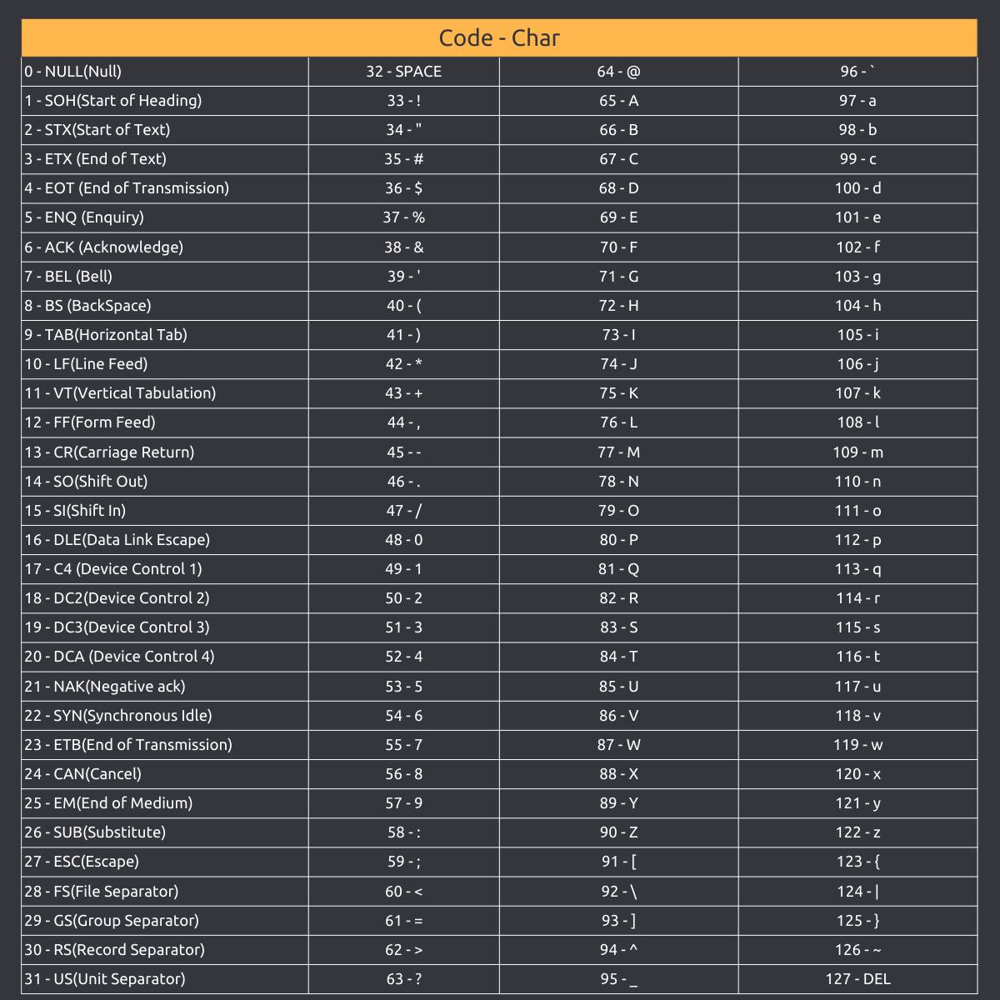 Code - Char
0 - NULL(Null) 32 - SPACE 64 - @ 96 - `
1 - SOH(Start of Heading) 33 - ! 65 - A 97 - a
2 - STX(Start of Text) 34 - " 66 - B 98 - b
3 - ETX (End of Text) 35 - # 67 - C 99 - c
4 - EOT (End of Transmission) 36 - $ 68 - D 100 - d
5 - ENQ (Enquiry) 37 - % 69 - E 101 - e
6 - ACK (Acknowledge) 38 - & 70 - F 102 - f
7 - BEL (Bell) 39 - ' 71 - G 103 - g
8 - BS (BackSpace) 40 - ( 72 - H 104 - h
9 - TAB(Horizontal Tab) 41 - ) 73 - I 105 - i
10 - LF(Line Feed) 42 - * 74 - J 106 - j
11 - VT(Vertical Tabulation) 43 - + 75 - K 107 - k
12 - FF(Form Feed) 44 - , 76 - L 108 - l
13 - CR(Carriage Return) 45 - - 77 - M 109 - m
14 - SO(Shift Out) 46 - . 78 - N 110 - n
15 - SI(Shift In) 47 - / 79 - O 111 - o
16 - DLE(Data Link Escape) 48 - 0 80 - P 112 - p
17 - C4 (Device Control 1) 49 - 1 81 - Q 113 - q
18 - DC2(Device Control 2) 50 - 2 82 - R 114 - r
19 - DC3(Device Control 3) 51 - 3 83 - S 115 - s
20 - DCA (Device Control 4) 52 - 4 84 - T 116 - t
21 - NAK(Negative ack) 53 - 5 85 - U 117 - u
22 - SYN(Synchronous Idle) 54 - 6 86 - V 118 - v
23 - ETB(End of Transmission) 55 - 7 87 - W 119 - w
24 - CAN(Cancel) 56 - 8 88 - X 120 - x
25 - EM(End of Medium) 57 - 9 89 - Y 121 - y
26 - SUB(Substitute) 58 - : 90 - Z 122 - z
27 - ESC(Escape) 59 - ; 91 - [ 123 - {
28 - FS(File Separator) 60 - < 92 - \ 124 - |
29 - GS(Group Separator) 61 - = 93 - ] 125 - }
30 - RS(Record Separator) 62 - > 94 - ^ 126 - ~
31 - US(Unit Separator) 63 - ? 95 - _ 127 - DEL